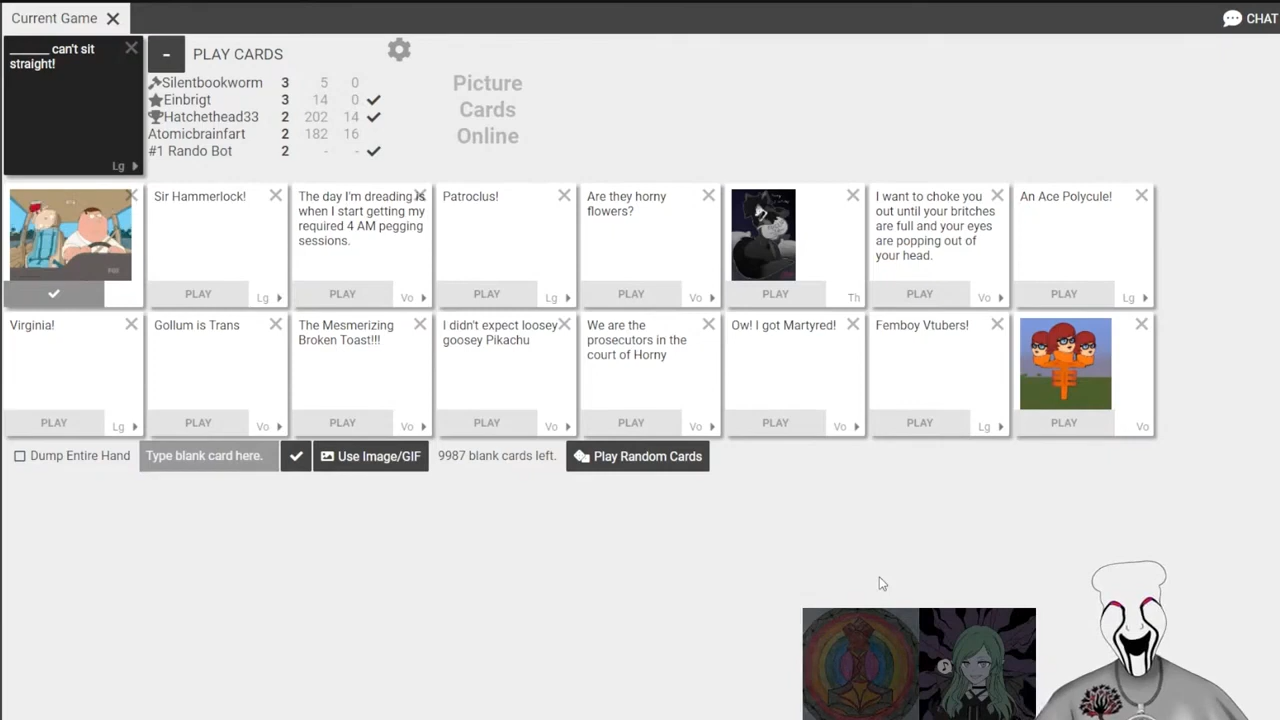 Current Game
CHAT
_______ can't sit
straight!
Lg
-
PLAY CARDS
Silentbookworm 3 5 0
Einbrigt 3 14 0
Hatchethead33 2 202 14
Atomicbrainfart 2 182 16
#1 Rando Bot 2 - -
Picture
Cards
Online
FOX
Sir Hammerlock!
PLAY Lg
The day I'm dreading is
when I start getting my
required 4 AM pegging
sessions.
PLAY Vo
Patroclus!
PLAY Lg
Are they horny
flowers?
PLAY Vo
PLAY Th
I want to choke you
out until your britches
are full and your eyes
are popping out of
your head.
PLAY Vo
An Ace Polycule!
PLAY Lg
Virginia!
PLAY Lg
Gollum is Trans
PLAY Vo
The Mesmerizing
Broken Toast!!!
PLAY Vo
I didn't expect loosey
goosey Pikachu
PLAY Vo
We are the
prosecutors in the
court of Horny
PLAY Vo
Ow! I got Martyred!
PLAY Vo
Femboy Vtubers!
PLAY Lg
PLAY Vo
Dump Entire Hand
Type blank card here.
Use Image/GIF
9987 blank cards left.
Play Random Cards